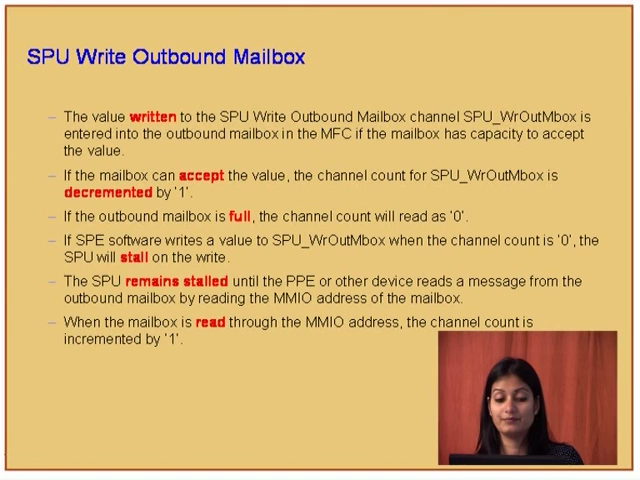 SPU Write Outbound Mailbox
– The value written to the SPU Write Outbound Mailbox channel SPU_WrOutMbox is
entered into the outbound mailbox in the MFC if the mailbox has capacity to accept
the value.
– If the mailbox can accept the value, the channel count for SPU_WrOutMbox is
decremented by ‘1’.
– If the outbound mailbox is full, the channel count will read as ‘0’.
– If SPE software writes a value to SPU_WrOutMbox when the channel count is ‘0’, the
SPU will stall on the write.
– The SPU remains stalled until the PPE or other device reads a message from the
outbound mailbox by reading the MMIO address of the mailbox.
– When the mailbox is read through the MMIO address, the channel count is
incremented by ‘1’.